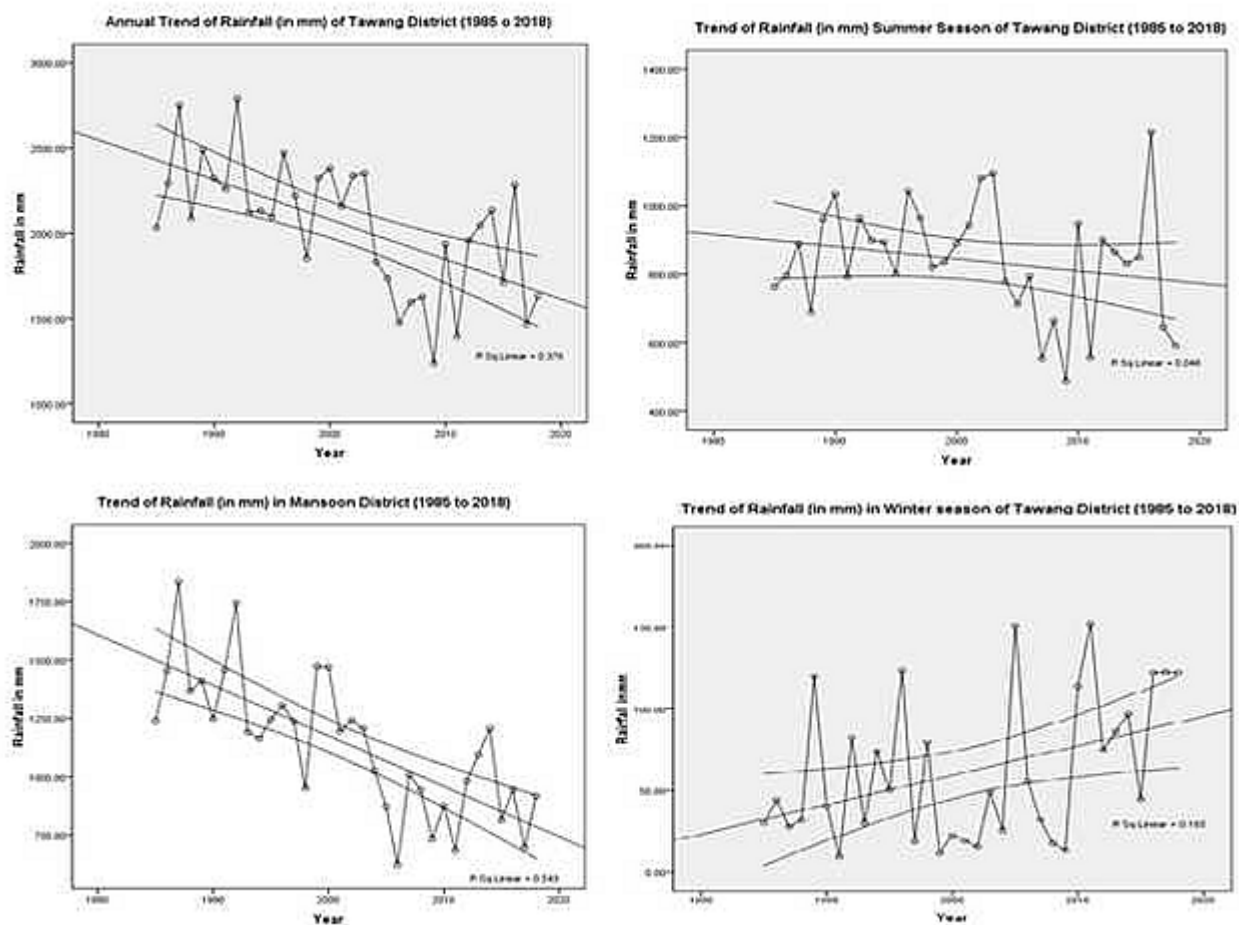 Annual Trend of Rainfall (in mm) of Tawang District (1985 o 2018)
Rainfall in mm
3000.00
2500.00
2000.00
1500.00
1000.00
R Sq Linear = 0.376
1980
1990
2000
2010
2020
Year
Trend of Rainfall (in mm) Summer Season of Tawang District (1985 to 2018)
Rainfall in mm
1400.00
1200.00
1000.00
800.00
600.00
400.00
R Sq Linear = 0.046
1980
1990
2000
2010
2020
Year
Trend of Rainfall (in mm) in Mansoon District (1985 to 2018)
Rainfall in mm
2000.00
1750.00
1500.00
1250.00
1000.00
750.00
R Sq Linear = 0.543
1980
1990
2000
2010
2020
Year
Trend of Rainfall (in mm) in Winter season of Tawang District (1985 to 2018)
Rainfall inmm
100.00
50.00
0.00
R Sq Linear =
1990
2000
2010
2020
Year